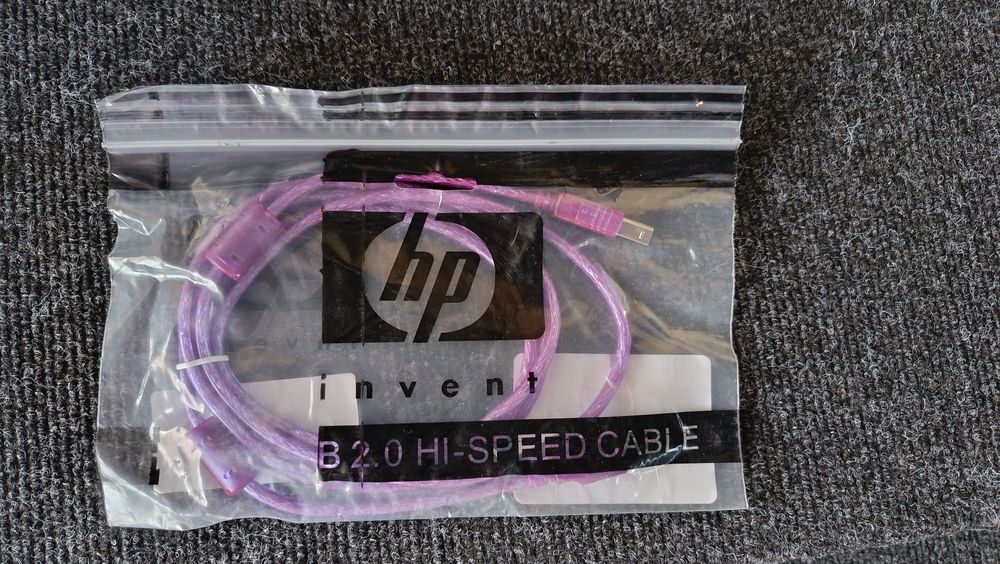 hp
invent
B 2.0 HI-SPEED CABLE